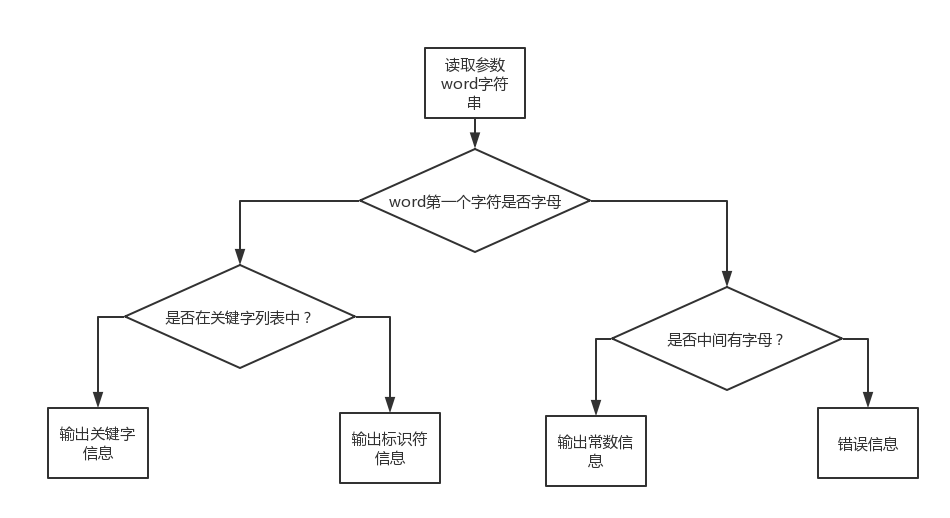 读取参数
word字符
串
word第一个字符是否字母
是否在关键字列表中？
是否中间有字母？
输出关键字
信息
输出标识符
信息
输出常数信
息
错误信息